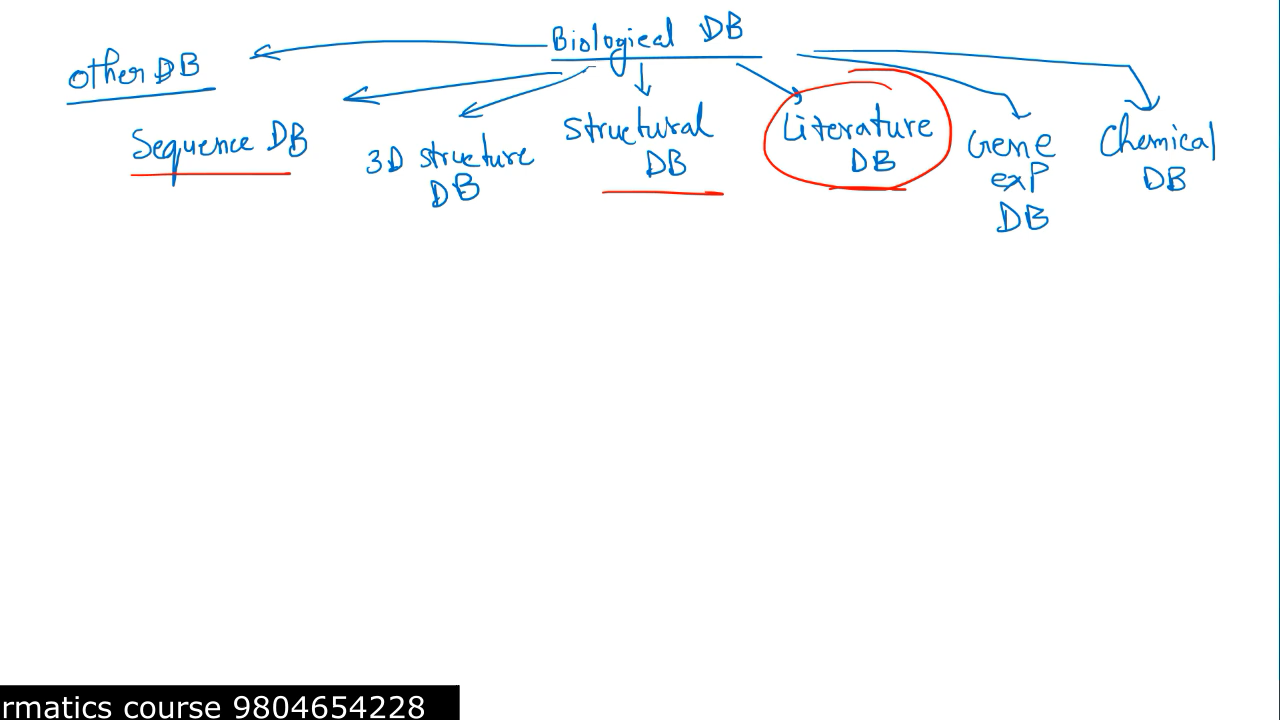 Biological DB
other DB
Sequence DB
3D structure
DB
Structural
DB
Literature
DB
Gene
exP
DB
Chemical
DB
rmatics course 9804654228